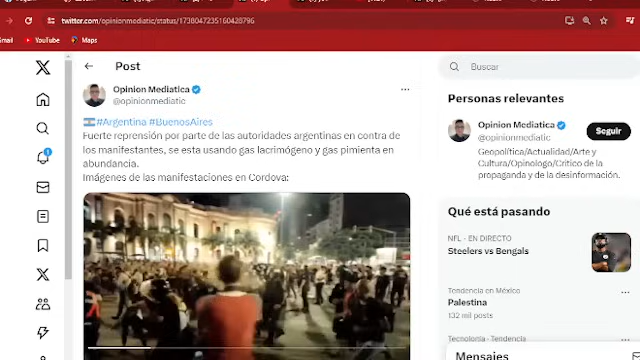 twitter.com/opinionmediatic/status/1738047235160428796
Gmail
YouTube
Maps
Post
Opinion Mediatica
@opinionmediatic
#Argentina #BuenosAires
Fuerte reprensión por parte de las autoridades argentinas en contra de
los manifestantes, se esta usando gas lacrimógeno y gas pimienta en
abundancia.
Imágenes de las manifestaciones en Cordova:
Buscar
Personas relevantes
Opinion Mediatica
@opinionmediatic
Seguir
Geopolítica/Actualidad/Arte y
Cultura/Opinologo/Critico de la
propaganda y de la desinformación.
Qué está pasando
NFL - EN DIRECTO
Steelers vs Bengals
Tendencia en México
Palestina
132 mil posts
Tecnología · Tendencia
Mensajes